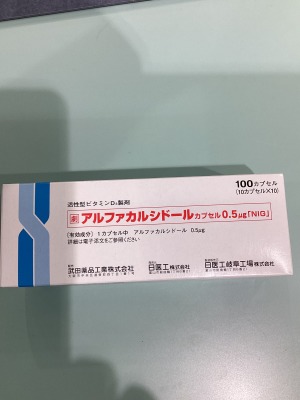 100カプセル
(10カプセル×10)
活性型ビタミンD₃製剤
劇 アルファカルシドールカプセル0.5μg「NIG」
(有効成分) 1カプセル中 アルファカルシドール 0.5μg
詳細は電子添文をご参照ください
武田薬品工業株式会社 日医工株式会社 日医工岐阜工場株式会社